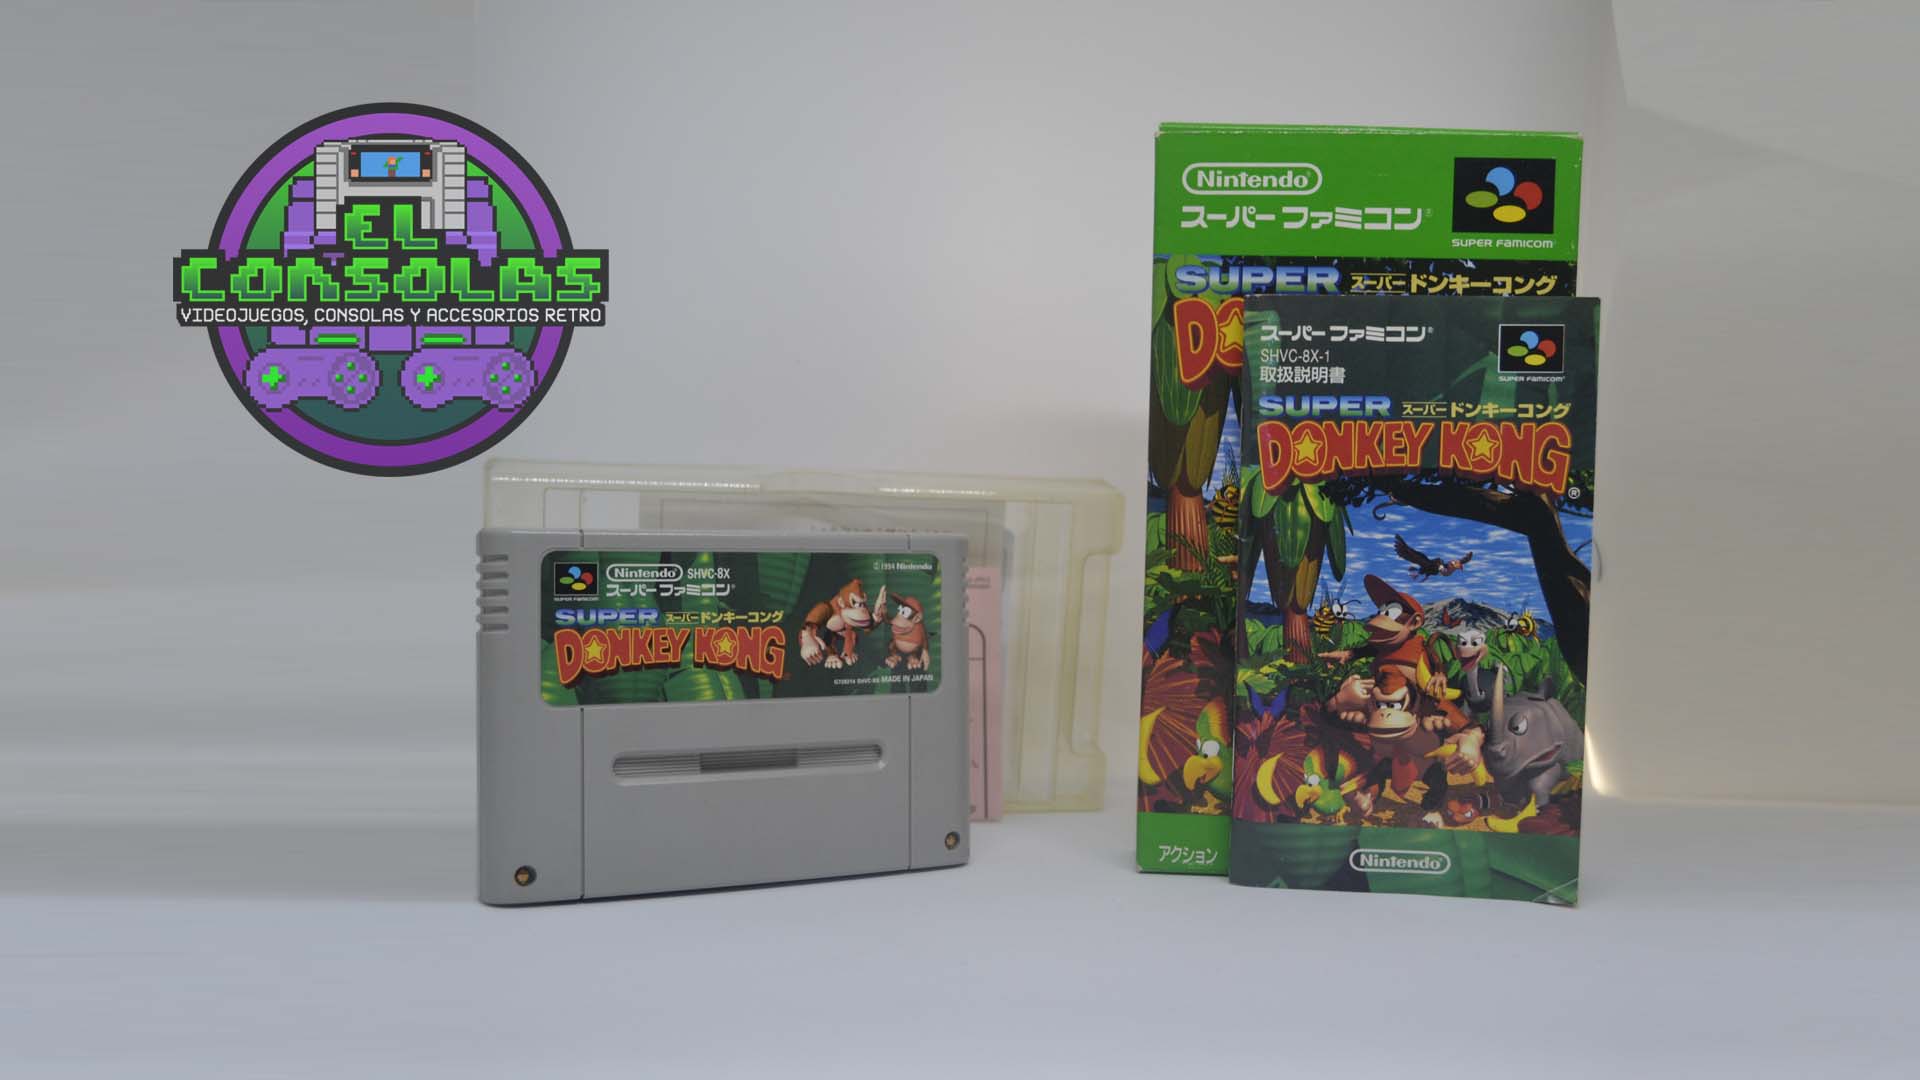 EL
CONSOLAS
VIDEOJUEGOS, CONSOLAS Y ACCESORIOS RETRO
Nintendo® SHVC-8X
©1994 Nintendo
SUPER FAMICOM
スーパーファミコン®
SUPER スーパードンキーコング
DONKEY KONG
MADE IN JAPAN
Nintendo®
スーパーファミコン®
SUPER FAMICOM
SUPER スーパードンキーコング
DO
アクション
スーパーファミコン®
SHVC-8X-1
取扱説明書
SUPER FAMICOM
SUPER スーパードンキーコング
DONKEY KONG®
Nintendo®